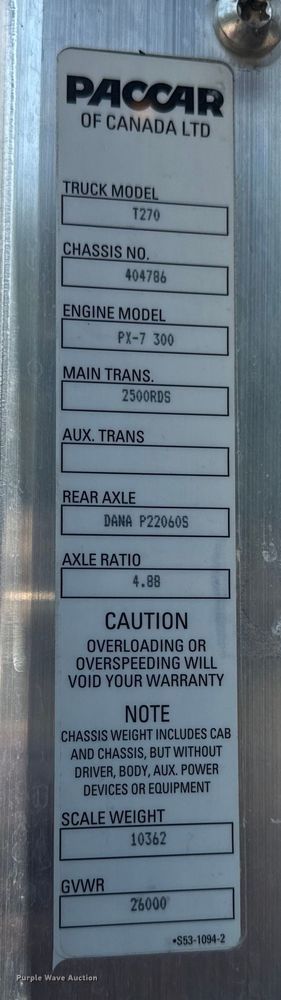 PACCAR
OF CANADA LTD
TRUCK MODEL
T270
CHASSIS NO.
404786
ENGINE MODEL
PX-7 300
MAIN TRANS.
2500RDS
AUX. TRANS
REAR AXLE
DANA P22060S
AXLE RATIO
4.88
CAUTION
OVERLOADING OR
OVERSPEEDING WILL
VOID YOUR WARRANTY
NOTE
CHASSIS WEIGHT INCLUDES CAB
AND CHASSIS, BUT WITHOUT
DRIVER, BODY, AUX. POWER
DEVICES OR EQUIPMENT
SCALE WEIGHT
10362
GVWR
26000
•S53-1094-2
Purple Wave Auction